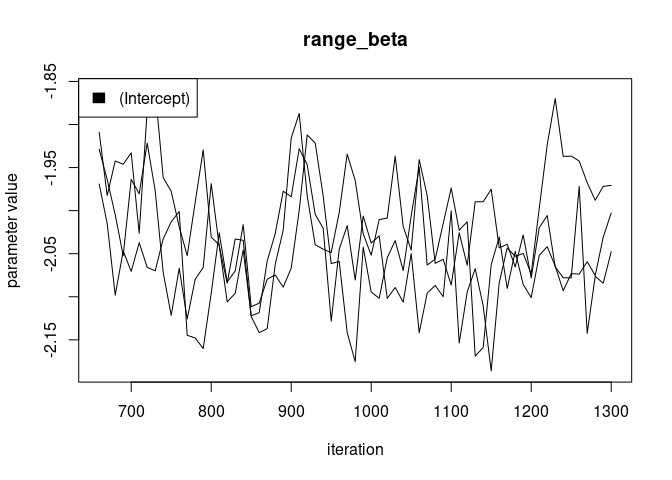 range_beta
(Intercept)
parameter value
-1.85
-1.95
-2.05
-2.15
700 800 900 1000 1100 1200 1300
iteration